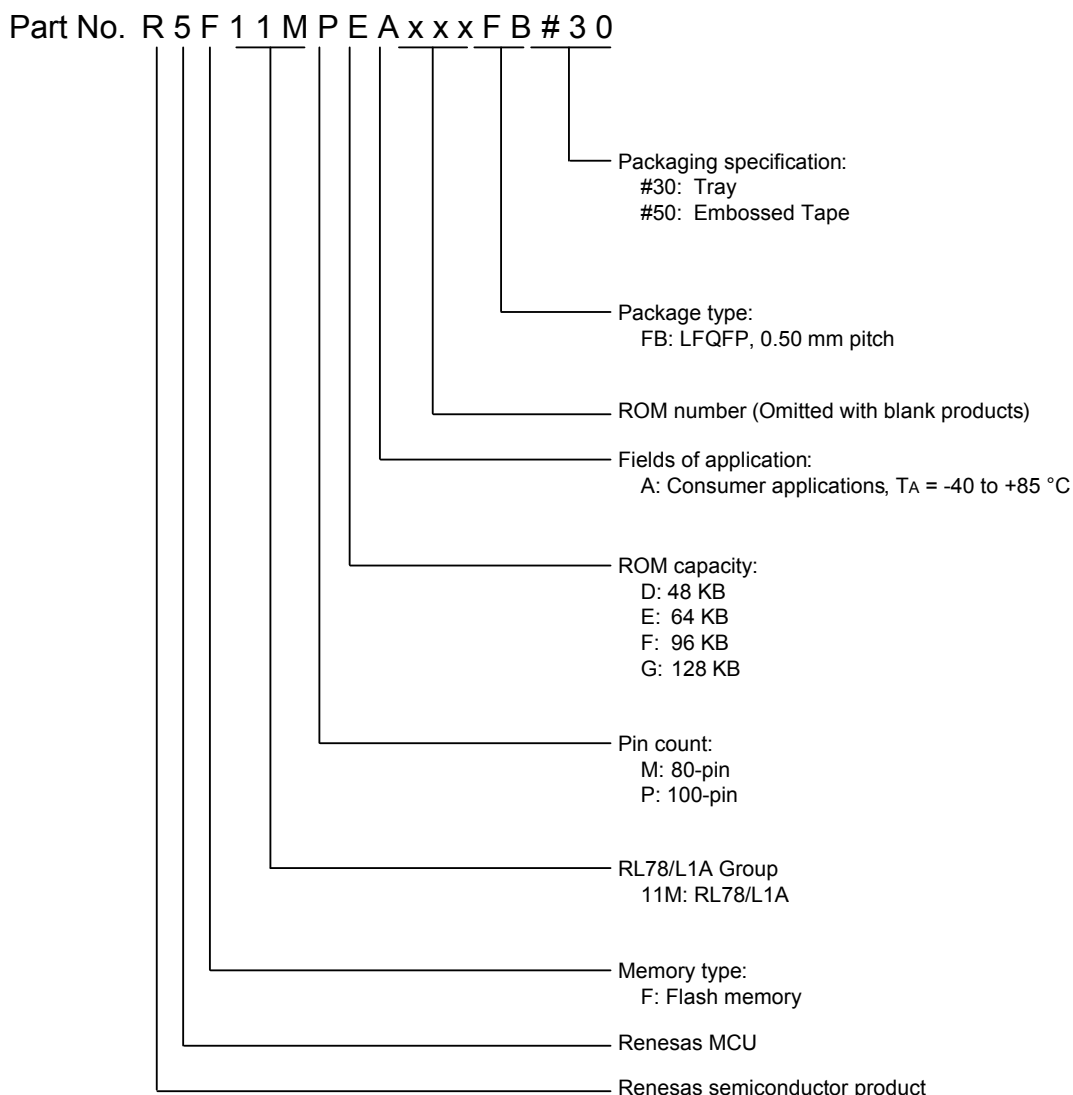 Part No. R 5 F 1 1 M P E A x x x F B # 3 0
Packaging specification:
#30: Tray
#50: Embossed Tape
Package type:
FB: LFQFP, 0.50 mm pitch
ROM number (Omitted with blank products)
Fields of application:
A: Consumer applications, TA = -40 to +85 °C
ROM capacity:
D: 48 KB
E: 64 KB
F: 96 KB
G: 128 KB
Pin count:
M: 80-pin
P: 100-pin
RL78/L1A Group
11M: RL78/L1A
Memory type:
F: Flash memory
Renesas MCU
Renesas semiconductor product